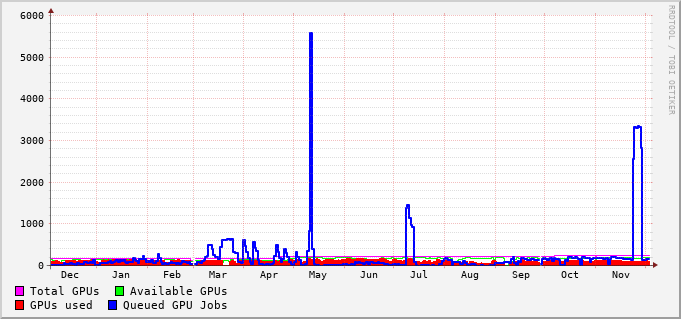 6000
5000
4000
3000
2000
1000
0
Dec Jan Feb Mar Apr May Jun Jul Aug Sep Oct Nov
Total GPUs Available GPUs
GPUs used Queued GPU Jobs
RRDTOOL / TOBI OETIKER